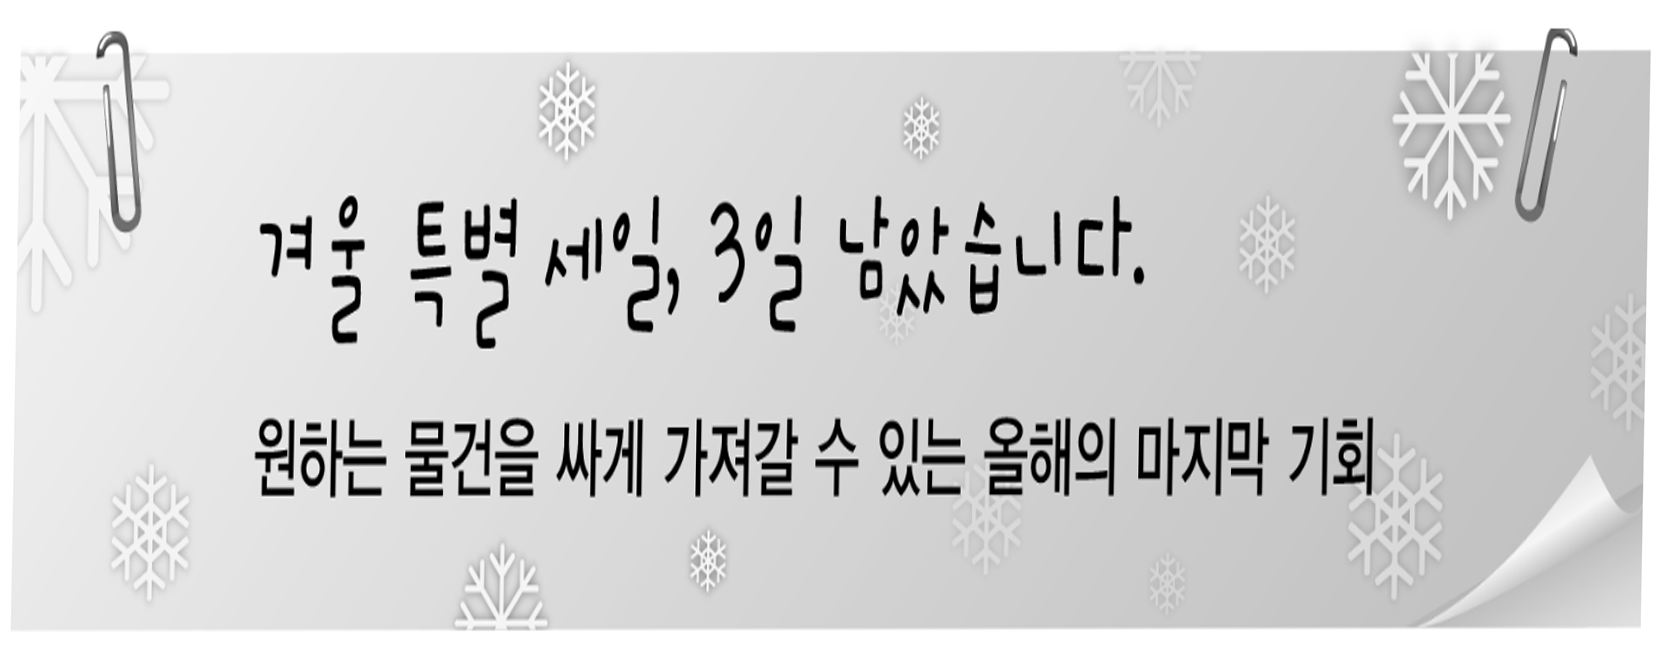 겨울 특별 세일, 3일 남았습니다.
원하는 물건을 싸게 가져갈 수 있는 올해의 마지막 기회